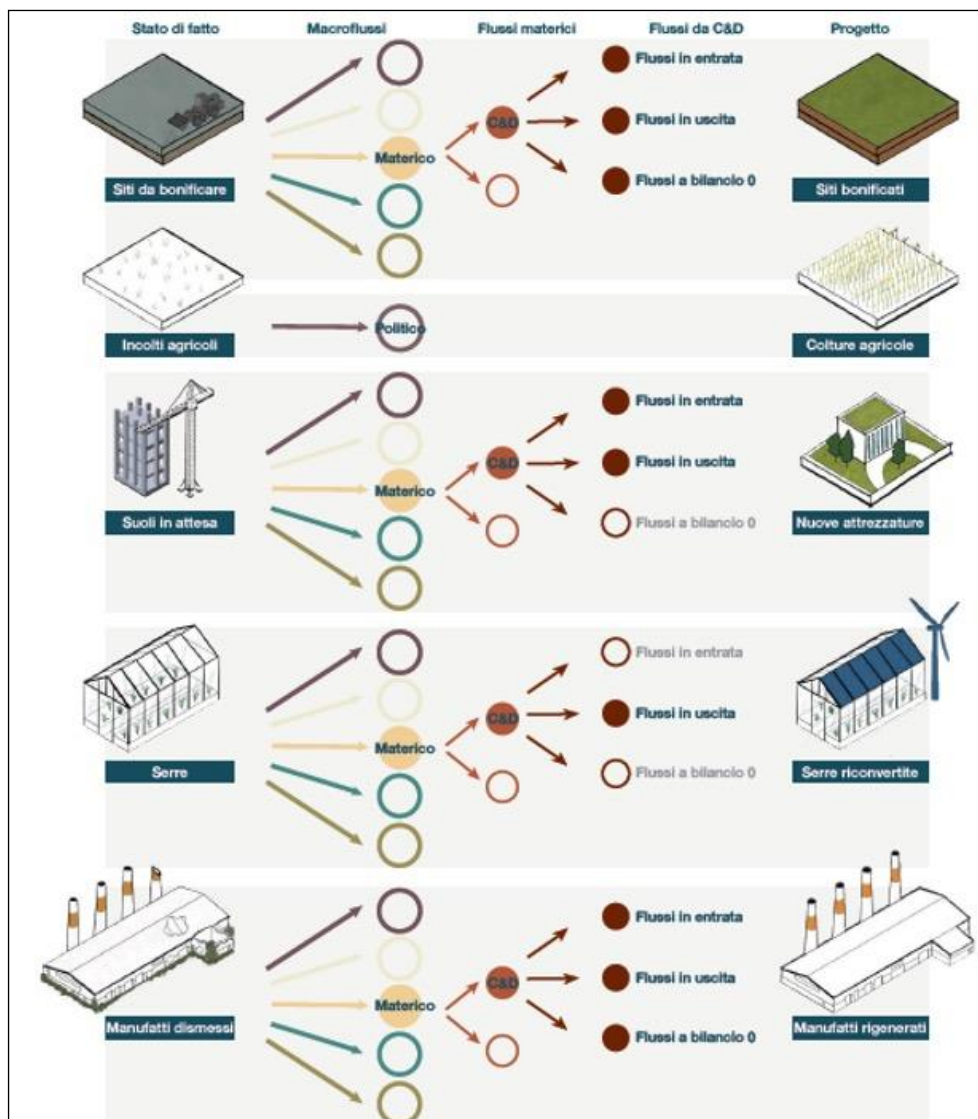 Stato di fatto Macroflussi Flussi materici Flussi da C&D Progetto
Flussi in entrata
C&D Flussi in uscita
Materico
Siti da bonificare Flussi a bilancio 0 Siti bonificati
Politico
Incolti agricoli Colture agricole
Flussi in entrata
C&D Flussi in uscita
Materico
Suoli in attesa Flussi a bilancio 0 Nuove attrezzature
Flussi in entrata
C&D Flussi in uscita
Materico
Serre Flussi a bilancio 0 Serre riconvertite
Flussi in entrata
C&D Flussi in uscita
Materico
Manufatti dismessi Flussi a bilancio 0 Manufatti rigenerati